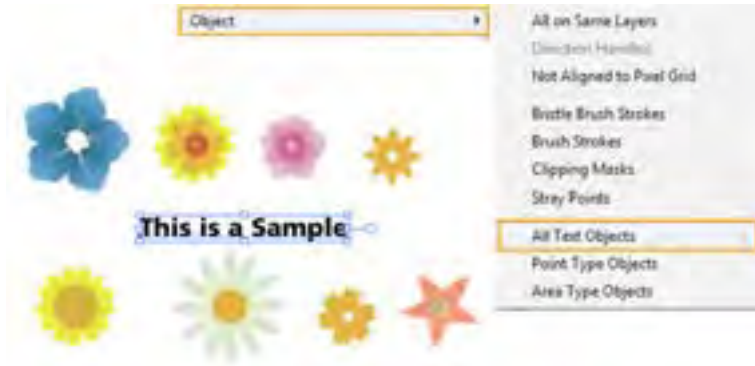 Object
All on Same Layers
Direction Handles
Not Aligned to Pixel Grid
Bristle Brush Strokes
Brush Strokes
Clipping Masks
Stray Points
This is a Sample
All Text Objects
Point Type Objects
Area Type Objects